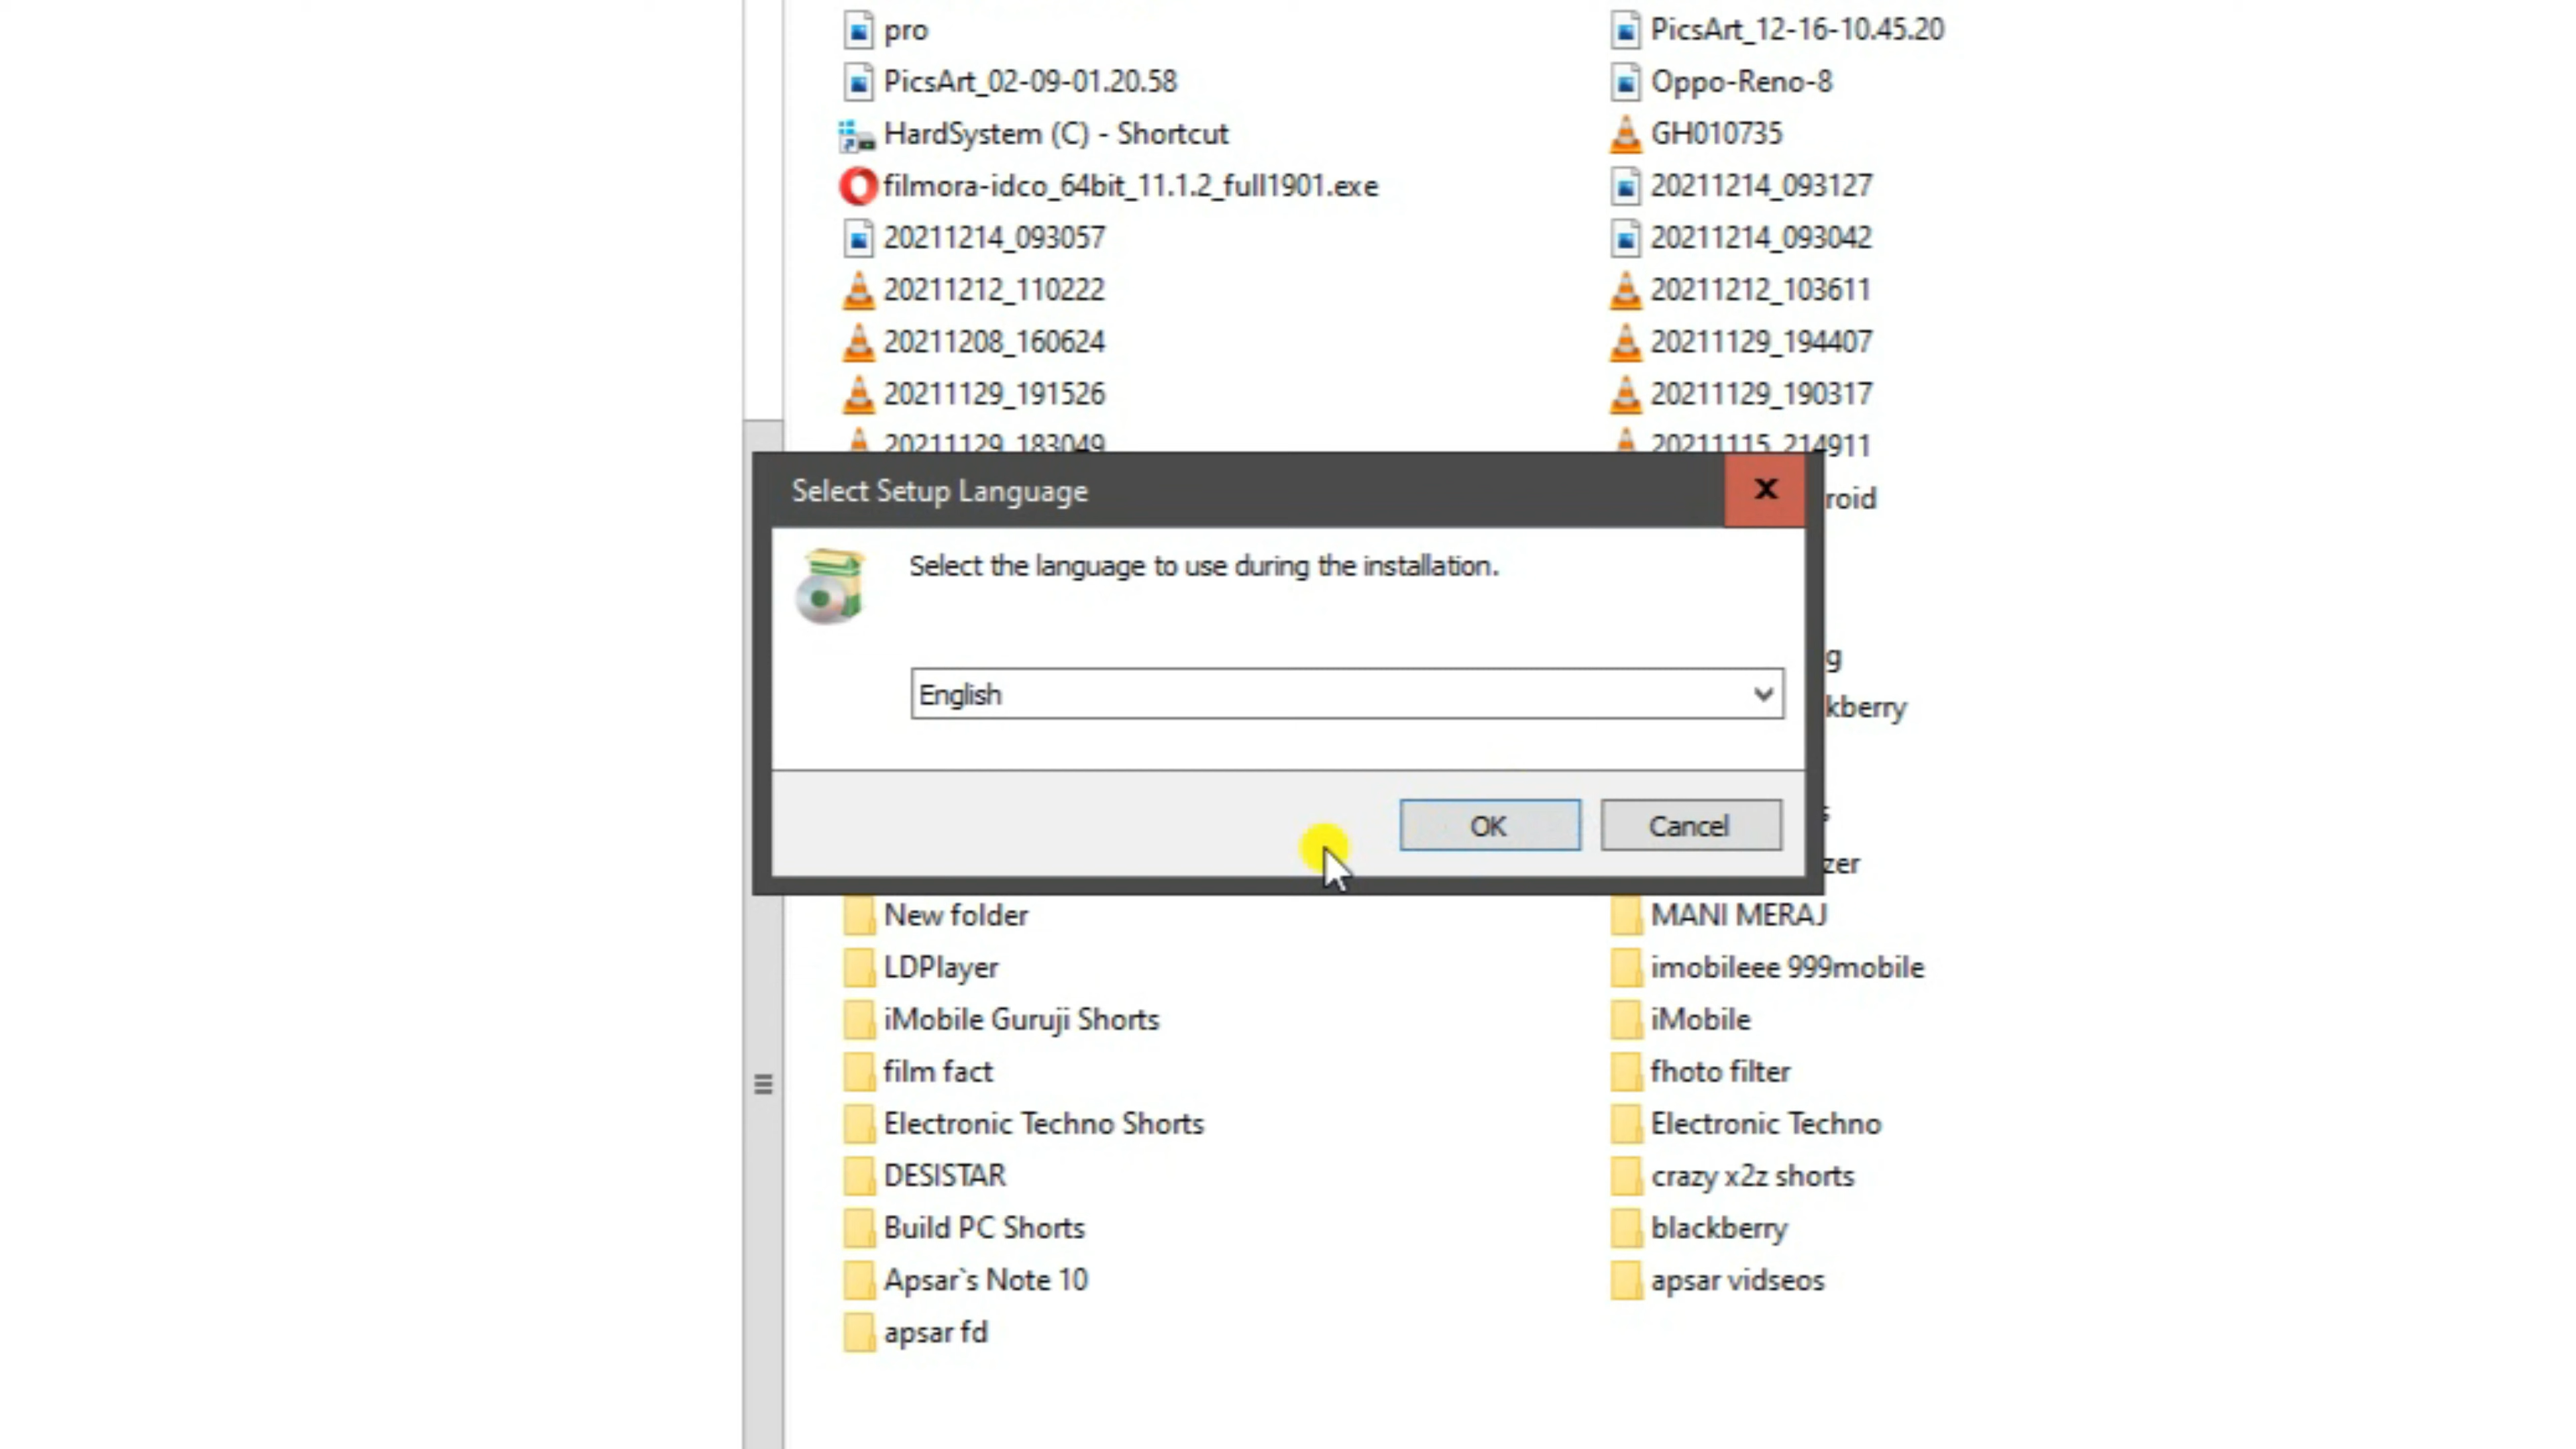 pro
PicsArt_12-16-10.45.20
PicsArt_02-09-01.20.58
Oppo-Reno-8
HardSystem (C) - Shortcut
GH010735
filmora-idco_64bit_11.1.2_full1901.exe
20211214_093127
20211214_093057
20211214_093042
20211212_110222
20211212_103611
20211208_160624
20211129_194407
20211129_191526
20211129_190317
20211129_183049
20211115_214911
Select Setup Language
roid
Select the language to use during the installation.
g
English
kberry
OK
Cancel
zer
New folder
MANI MERAJ
LDPlayer
imobileee 999mobile
iMobile Guruji Shorts
iMobile
film fact
fhoto filter
Electronic Techno Shorts
Electronic Techno
DESISTAR
crazy x2z shorts
Build PC Shorts
blackberry
Apsar`s Note 10
apsar vidseos
apsar fd